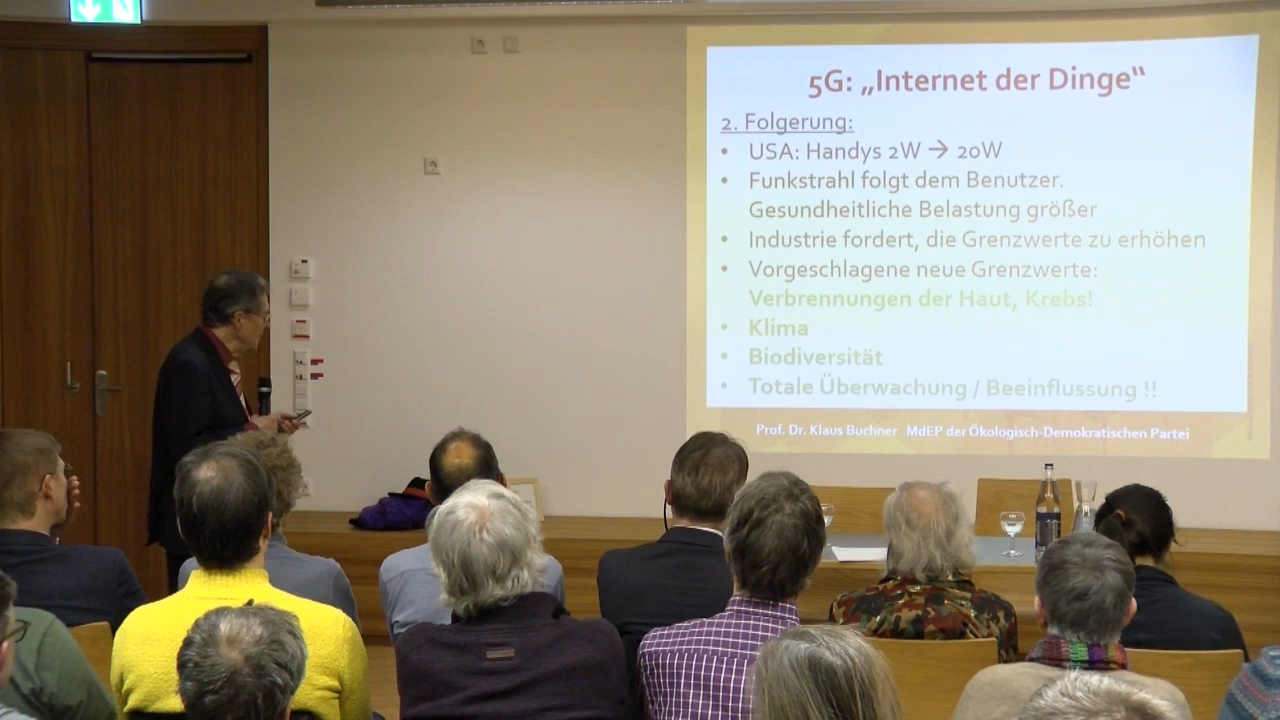 5G: „Internet der Dinge“
2. Folgerung:
• USA: Handys 2W → 20W
• Funkstrahl folgt dem Benutzer.
Gesundheitliche Belastung größer
• Industrie fordert, die Grenzwerte zu erhöhen
• Vorgeschlagene neue Grenzwerte:
Verbrennungen der Haut, Krebs!
• Klima
• Biodiversität
• Totale Überwachung / Beeinflussung !!
Prof. Dr. Klaus Buchner MdEP der Ökologisch-Demokratischen Partei